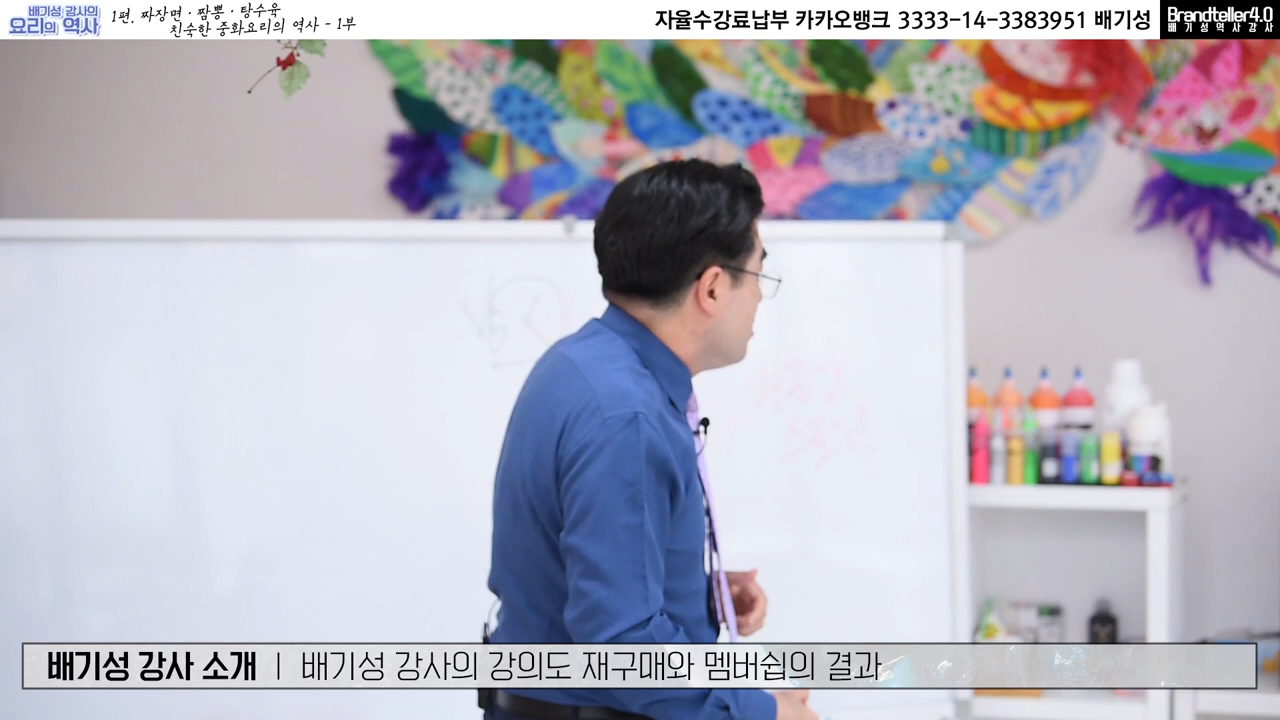 배기성 강사의
요리의 역사
1편. 짜장면·짬뽕·탕수육
친숙한 중화요리의 역사 - 1부
자율수강료납부 카카오뱅크 3333-14-3383951 배기성
Brandteller4.0
배기성역사강사
배기성 강사 소개 | 배기성 강사의 강의도 재구매와 멤버쉽의 결과